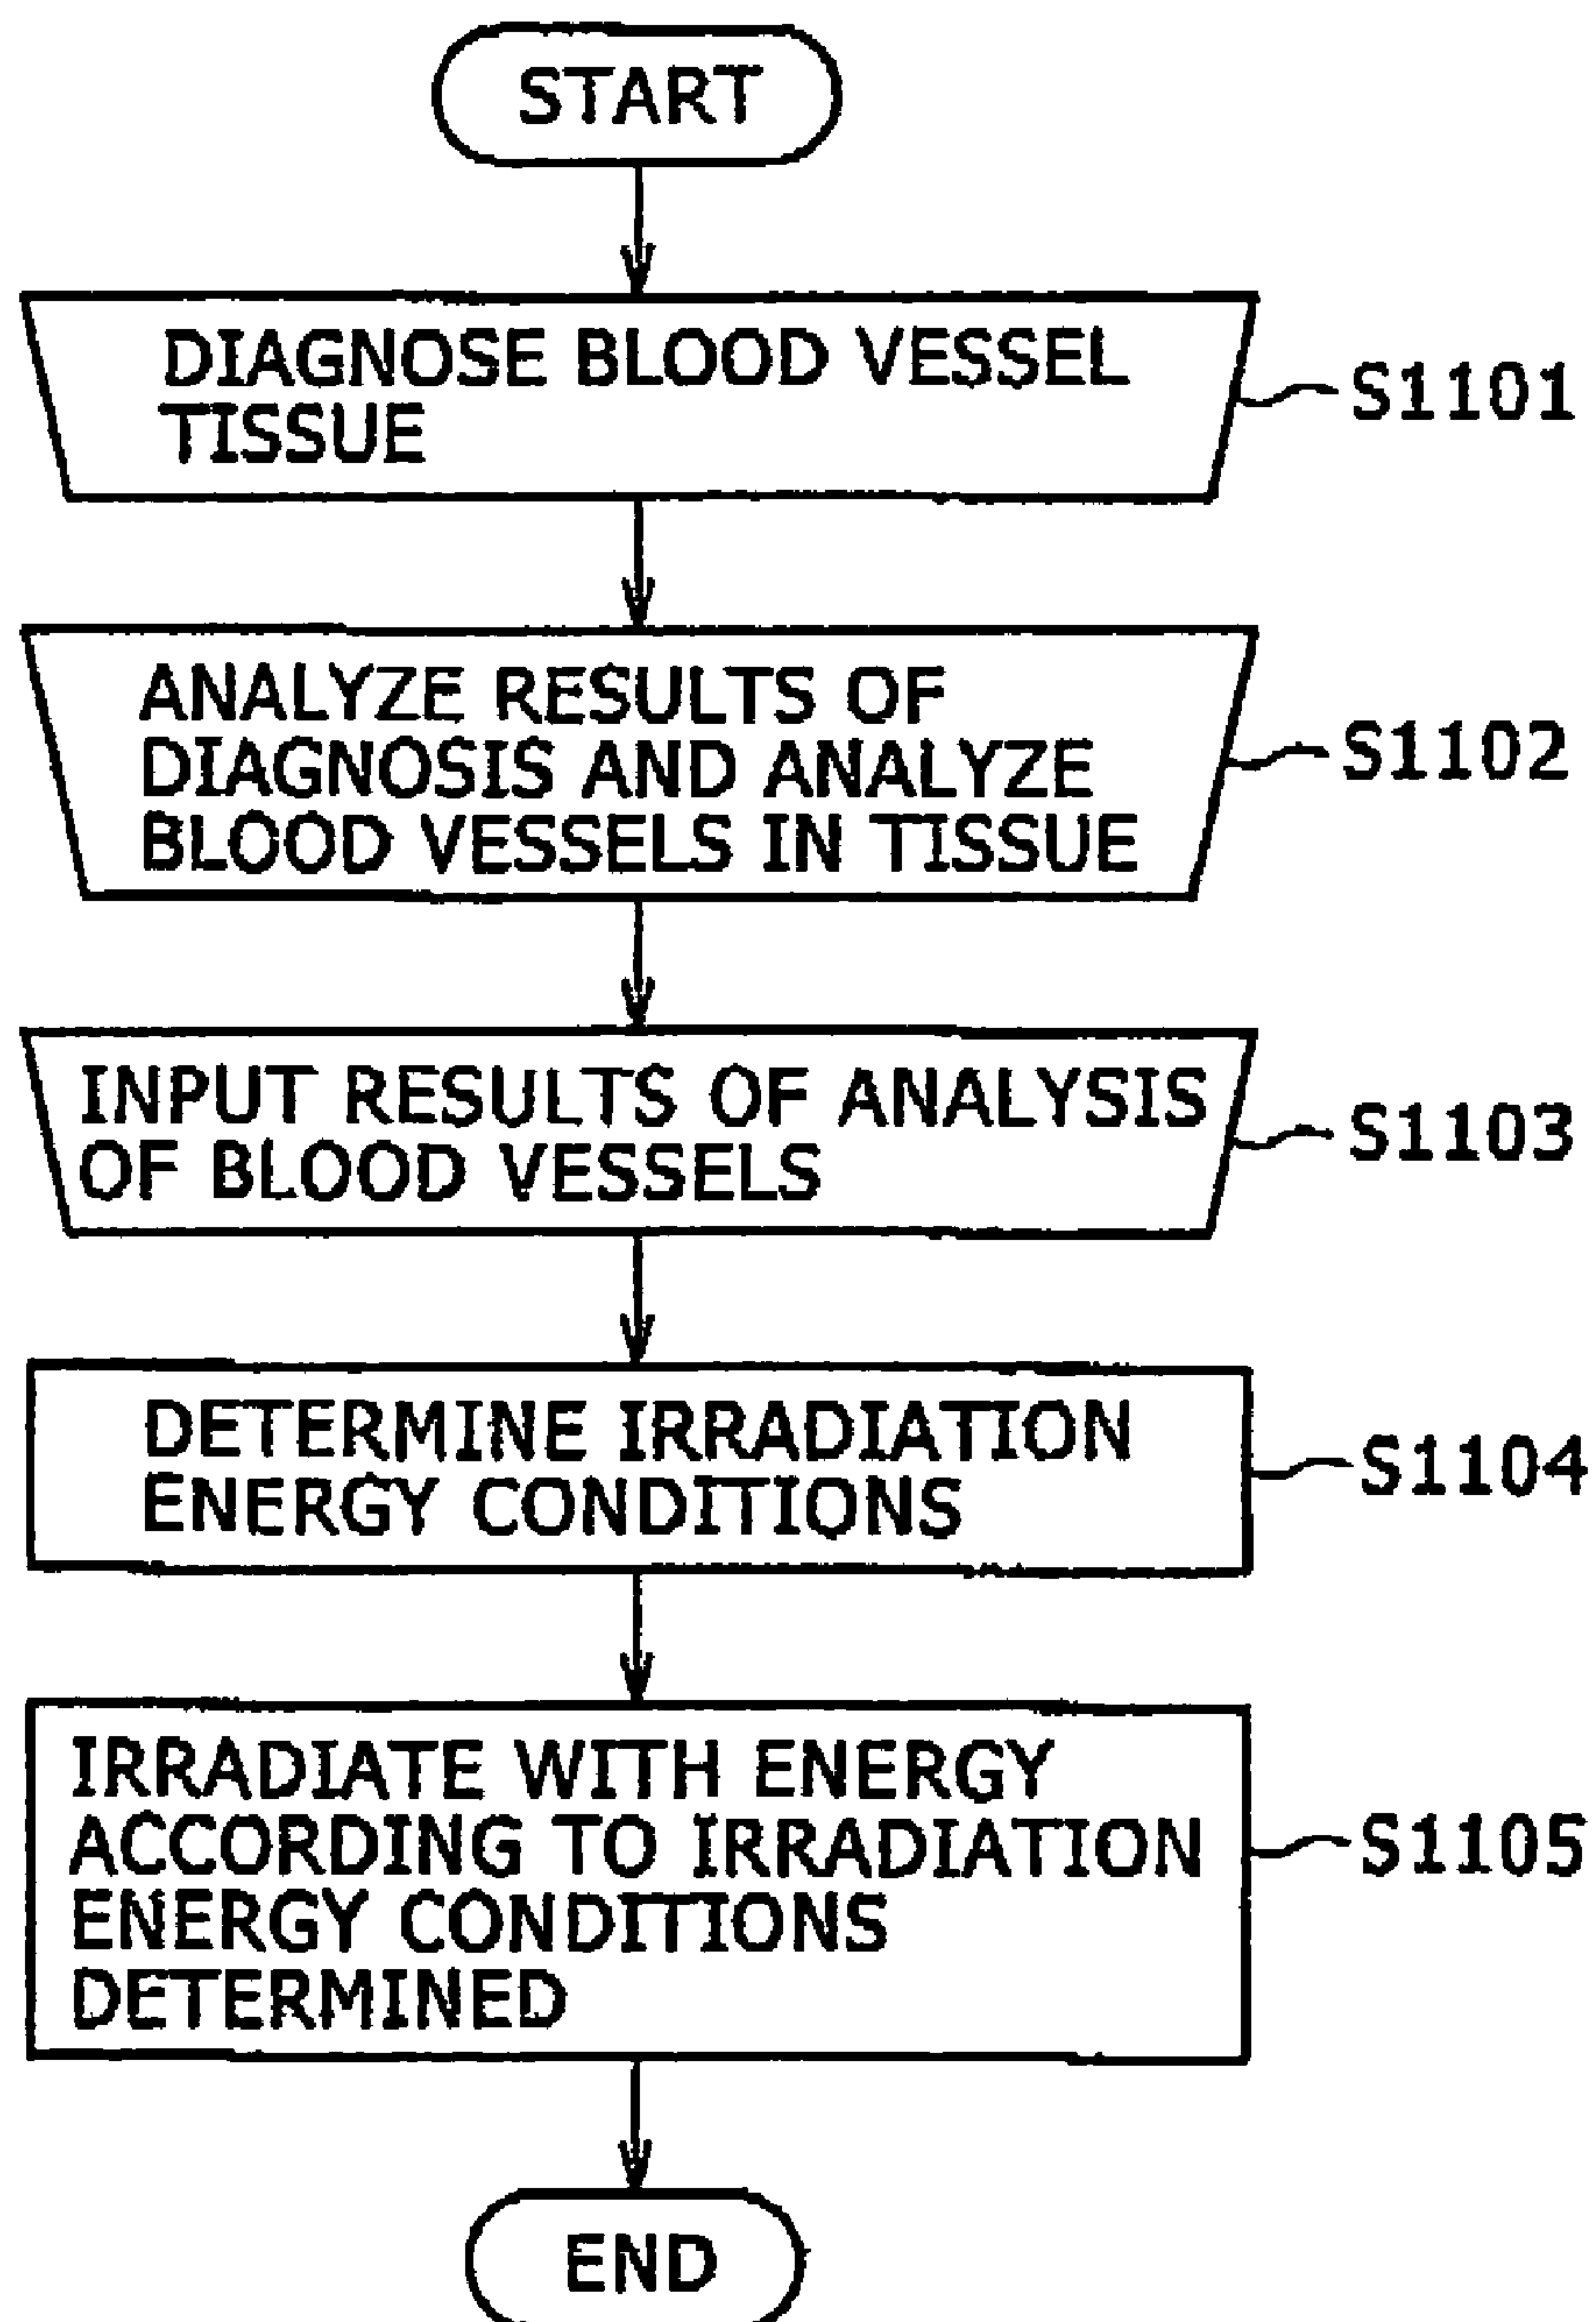 START
DIAGNOSE BLOOD VESSEL
TISSUE
S1101
ANALYZE RESULTS OF
DIAGNOSIS AND ANALYZE
BLOOD VESSELS IN TISSUE
S1102
INPUT RESULTS OF ANALYSIS
OF BLOOD VESSELS
S1103
DETERMINE IRRADIATION
ENERGY CONDITIONS
S1104
IRRADIATE WITH ENERGY
ACCORDING TO IRRADIATION
ENERGY CONDITIONS
DETERMINED
S1105
END